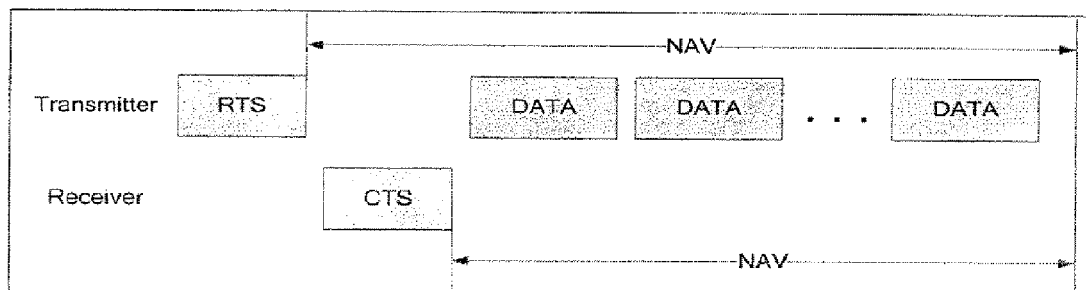 NAV
Transmitter RTS DATA DATA . . . DATA
Receiver CTS
NAV